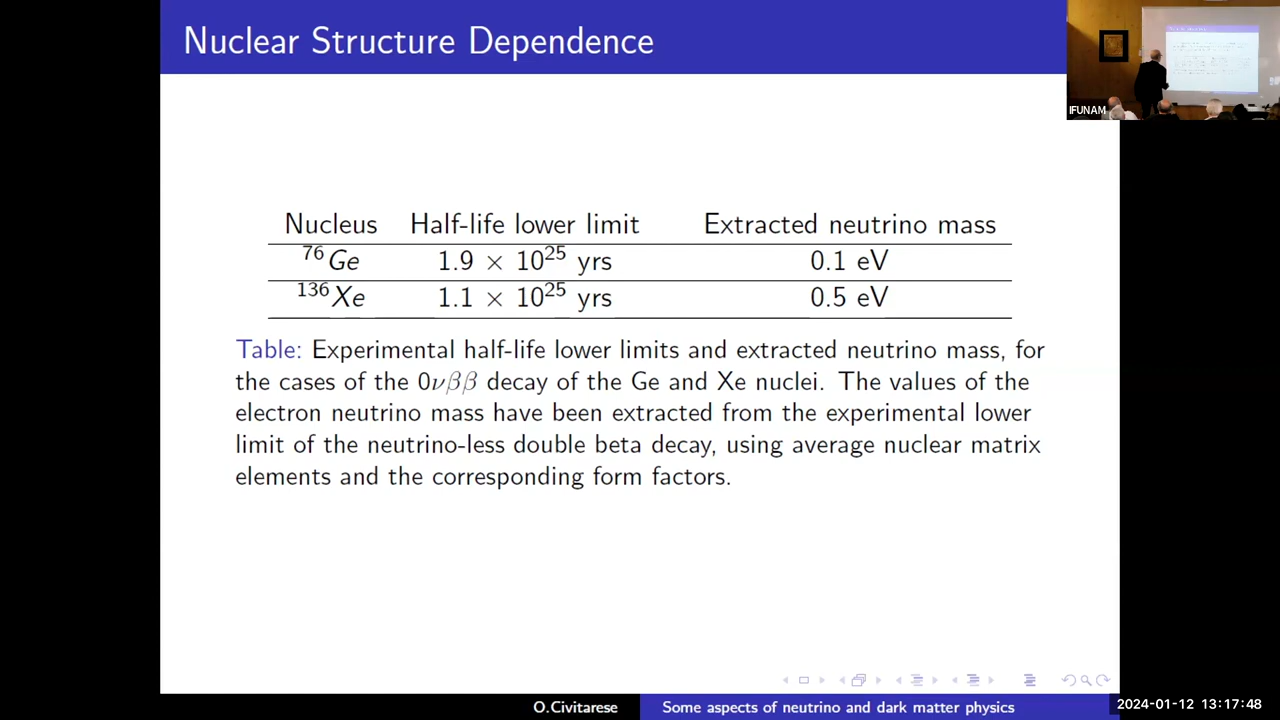 Nuclear Structure Dependence
IFUNAM
Nucleus Half-life lower limit Extracted neutrino mass
⁷⁶Ge 1.9 × 10²⁵ yrs 0.1 eV
¹³⁶Xe 1.1 × 10²⁵ yrs 0.5 eV
Table: Experimental half-life lower limits and extracted neutrino mass, for
the cases of the 0νββ decay of the Ge and Xe nuclei. The values of the
electron neutrino mass have been extracted from the experimental lower
limit of the neutrino-less double beta decay, using average nuclear matrix
elements and the corresponding form factors.
O.Civitarese Some aspects of neutrino and dark matter physics
2024-01-12 13:17:48